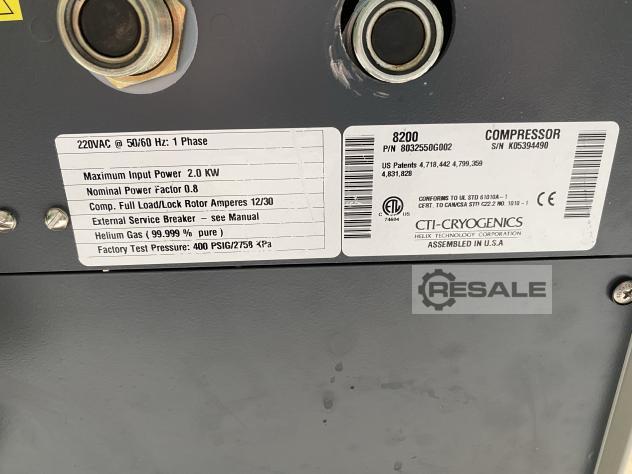 220VAC @ 50/60 Hz: 1 Phase
Maximum Input Power 2.0 KW
Nominal Power Factor 0.8
Comp. Full Load/Lock Rotor Amperes 12/30
External Service Breaker – see Manual
Helium Gas ( 99.999 % pure )
Factory Test Pressure: 400 PSIG/2758 KPa
8200 COMPRESSOR
P/N 8032550G002 S/N K05394490
US Patents 4,718,442 4,799,359
4,831,828
CONFORMS TO UL STD 61010A-1
CERT. TO CAN/CSA STD C22.2 NO. 1010-1
C US
74604
CE
CTI-CRYOGENICS
HELIX TECHNOLOGY CORPORATION
ASSEMBLED IN U.S.A
RESALE